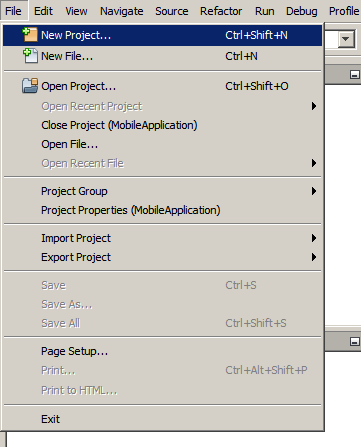 File Edit View Navigate Source Refactor Run Debug Profile
New Project... Ctrl+Shift+N
New File... Ctrl+N
Open Project... Ctrl+Shift+O
Open Recent Project
Close Project (MobileApplication)
Open File...
Open Recent File
Project Group
Project Properties (MobileApplication)
Import Project
Export Project
Save Ctrl+S
Save As...
Save All Ctrl+Shift+S
Page Setup...
Print... Ctrl+Alt+Shift+P
Print to HTML...
Exit